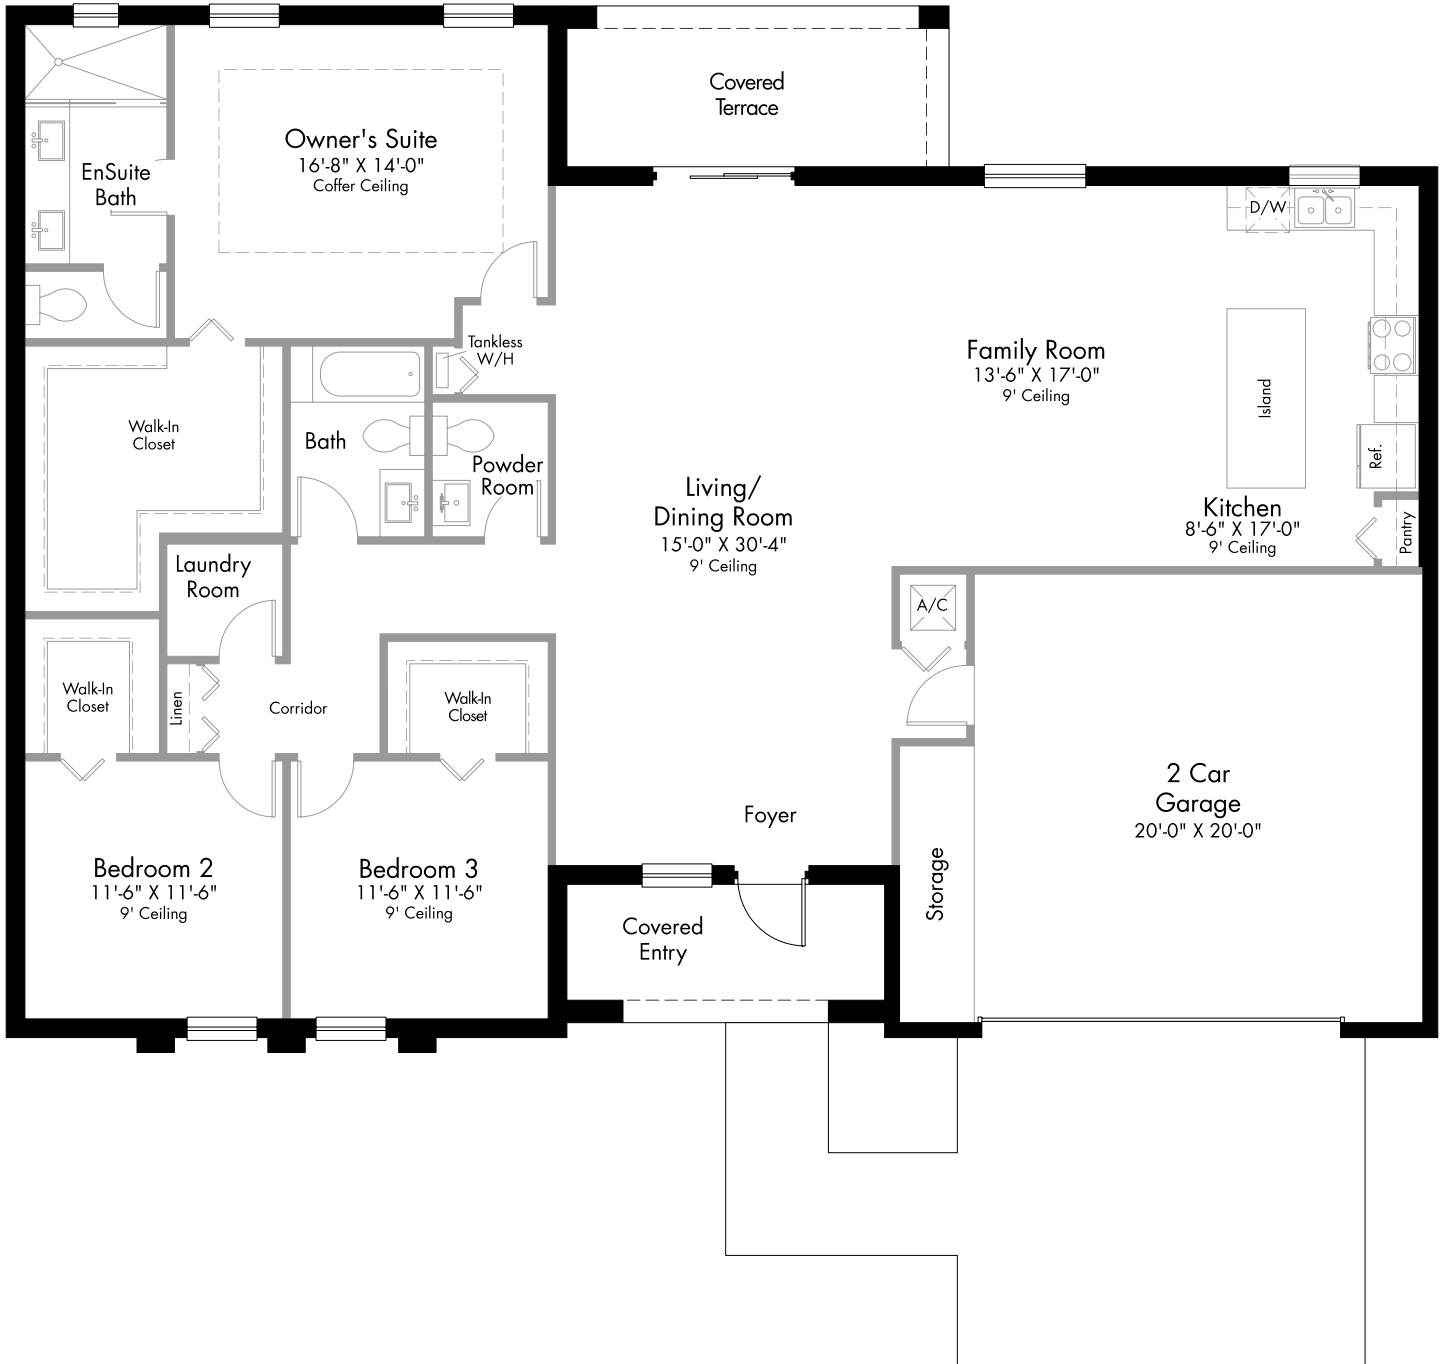 Covered
Terrace
Owner's Suite
16'-8" X 14'-0"
Coffer Ceiling
EnSuite
Bath
D/W
Tankless
W/H
Family Room
13'-6" X 17'-0"
9' Ceiling
Island
Walk-In
Closet
Bath
Powder
Room
Ref.
Living/
Dining Room
15'-0" X 30'-4"
9' Ceiling
Kitchen
8'-6" X 17'-0"
9' Ceiling
Pantry
Laundry
Room
A/C
Walk-In
Closet
Linen
Corridor
Walk-In
Closet
2 Car
Garage
20'-0" X 20'-0"
Foyer
Bedroom 2
11'-6" X 11'-6"
9' Ceiling
Bedroom 3
11'-6" X 11'-6"
9' Ceiling
Storage
Covered
Entry